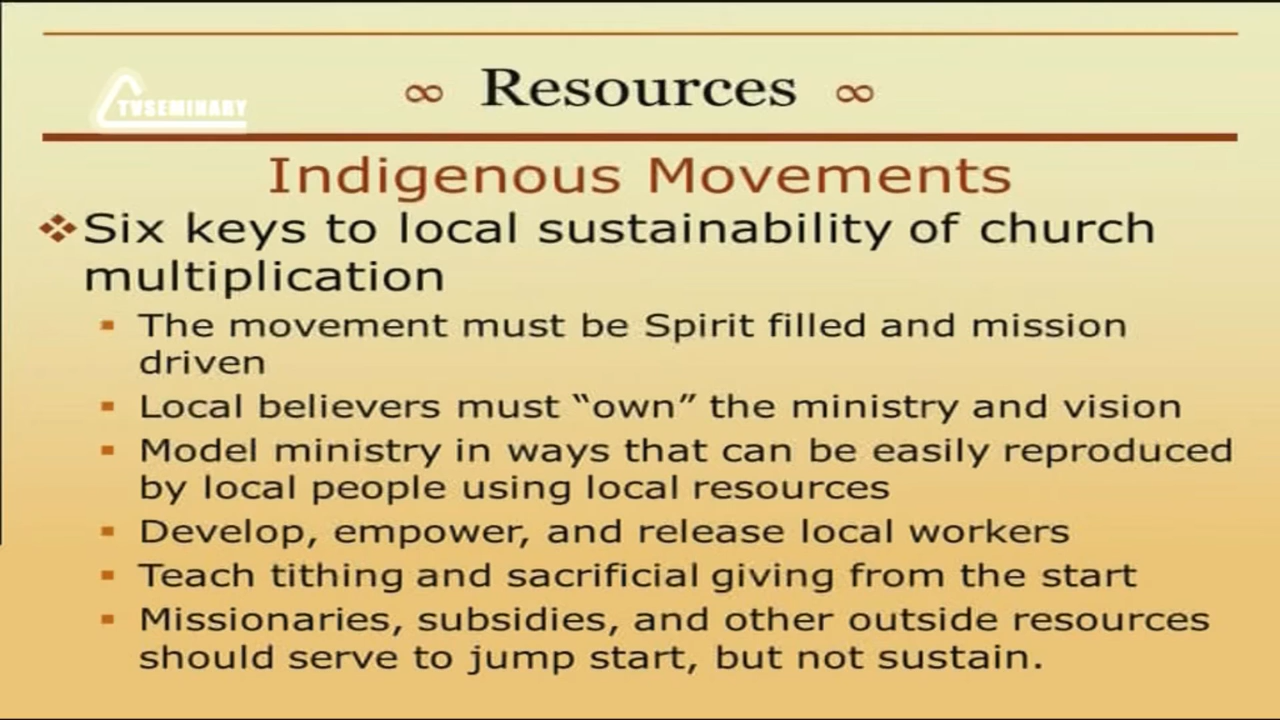 TVSEMINARY
∞ Resources ∞
Indigenous Movements
Six keys to local sustainability of church
multiplication
The movement must be Spirit filled and mission
driven
Local believers must “own” the ministry and vision
Model ministry in ways that can be easily reproduced
by local people using local resources
Develop, empower, and release local workers
Teach tithing and sacrificial giving from the start
Missionaries, subsidies, and other outside resources
should serve to jump start, but not sustain.